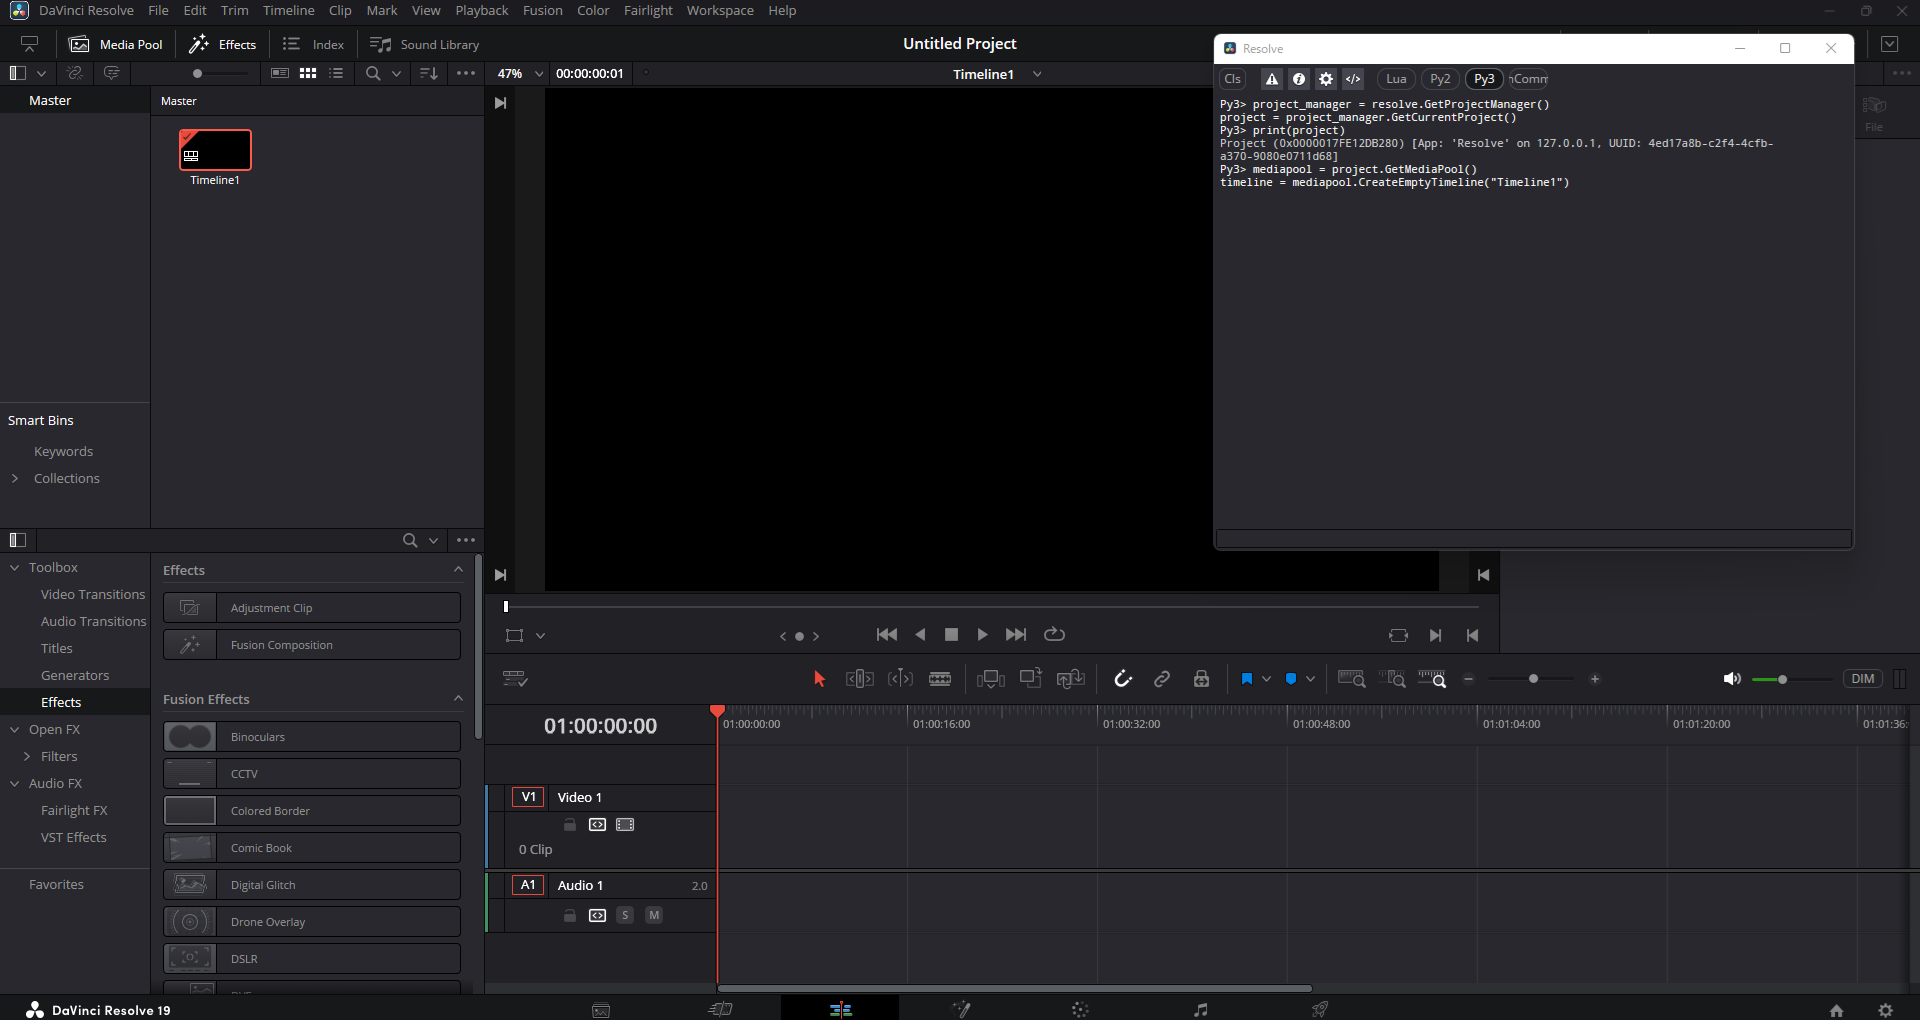 DaVinci Resolve File Edit Trim Timeline Clip Mark View Playback Fusion Color Fairlight Workspace Help
Media Pool Effects Index Sound Library
Untitled Project
47% 00:00:00:01
Timeline1
Master
Master
Timeline1
Smart Bins
Keywords
Collections
Resolve
Cls
Lua Py2 Py3
Py3> project_manager = resolve.GetProjectManager()
project = project_manager.GetCurrentProject()
Py3> print(project)
Project (0x0000017FE12DB280) [App: 'Resolve' on 127.0.0.1, UUID: 4ed17a8b-c2f4-4cfb-
a370-9080e0711d68]
Py3> mediapool = project.GetMediaPool()
timeline = mediapool.CreateEmptyTimeline("Timeline1")
File
Toolbox
Video Transitions
Audio Transitions
Titles
Generators
Effects
Open FX
Filters
Audio FX
Fairlight FX
VST Effects
Favorites
Effects
Adjustment Clip
Fusion Composition
Fusion Effects
Binoculars
CCTV
Colored Border
Comic Book
Digital Glitch
Drone Overlay
DSLR
DIM
01:00:00:00
01:00:00:00 01:00:16:00 01:00:32:00 01:00:48:00 01:01:04:00 01:01:20:00 01:01:36:
V1 Video 1
0 Clip
A1 Audio 1 2.0
S M
DaVinci Resolve 19